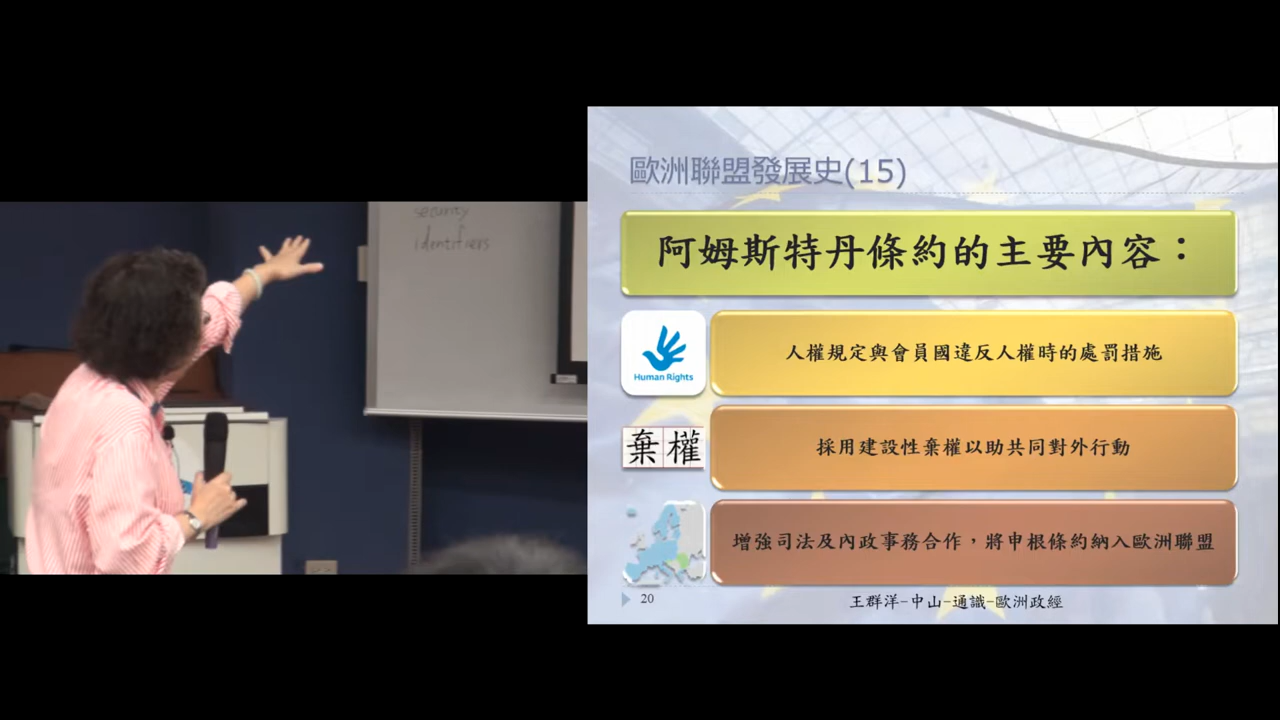 security
identifiers
歐洲聯盟發展史(15)
阿姆斯特丹條約的主要內容：
Human Rights
人權規定與會員國違反人權時的處罰措施
棄權
採用建設性棄權以助共同對外行動
增強司法及內政事務合作，將申根條約納入歐洲聯盟
20
王群洋-中山-通識-歐洲政經